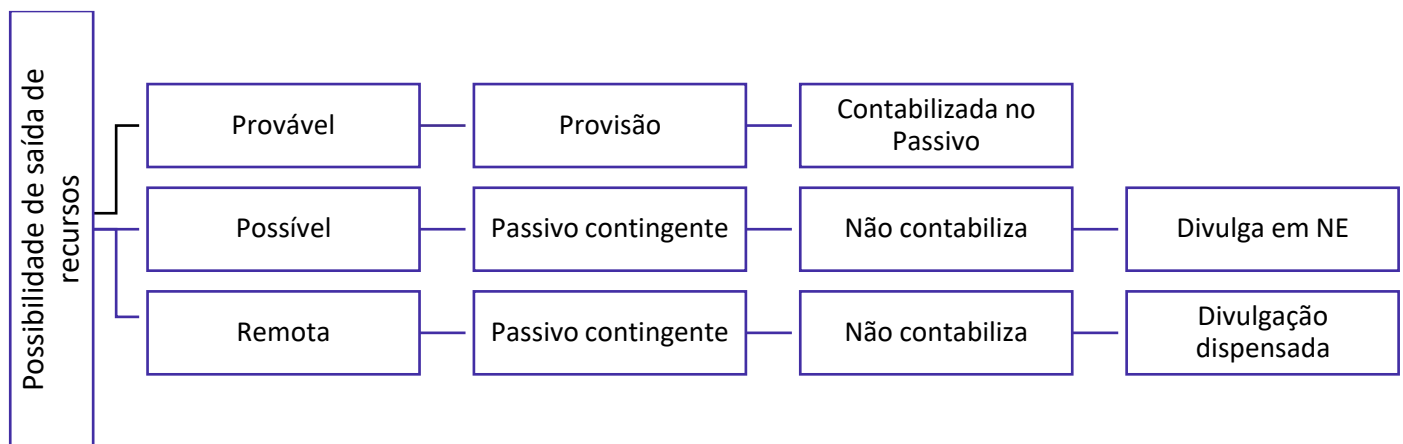 Possibilidade de saída de
recursos
Provável
Provisão
Contabilizada no
Passivo
Possível
Passivo contingente
Não contabiliza
Divulga em NE
Remota
Passivo contingente
Não contabiliza
Divulgação
dispensada